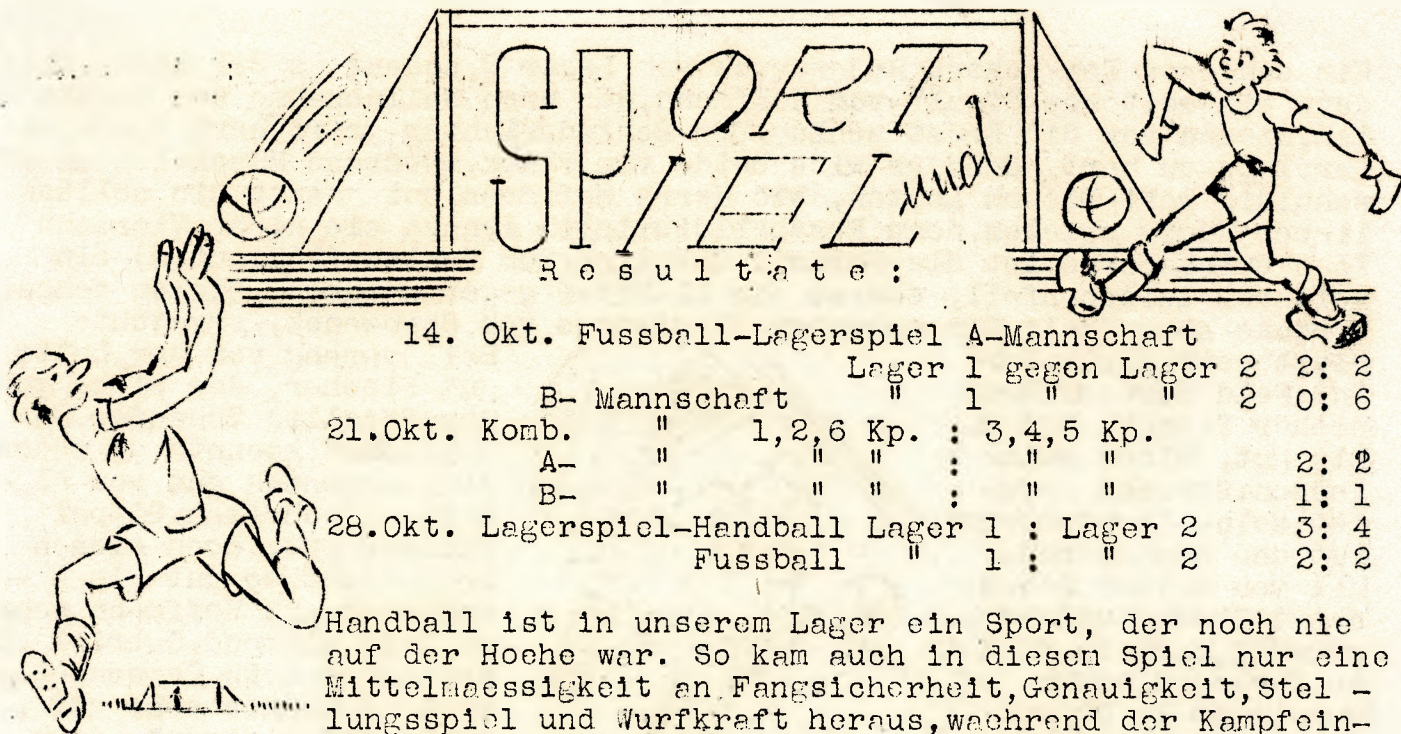 SPORT
und
SPIEL
Resultate:
14. Okt. Fussball-Lagerspiel A-Mannschaft
Lager 1 gegen Lager 2 2: 2
B- Mannschaft " 1 " " 2 0: 6
21.Okt. Komb. " 1,2,6 Kp. : 3,4,5 Kp.
A- " " " : " " 2: 2
B- " " " : " " 1: 1
28.Okt. Lagerspiel-Handball Lager 1 : Lager 2 3: 4
Fussball " 1 : " 2 2: 2
Handball ist in unserem Lager ein Sport, der noch nie
auf der Hoehe war. So kam auch in diesem Spiel nur eine
Mittelmaessigkeit an Fangsicherheit,Genauigkeit,Stel -
lungsspiel und Wurfkraft heraus,waehrend der Kampfein-